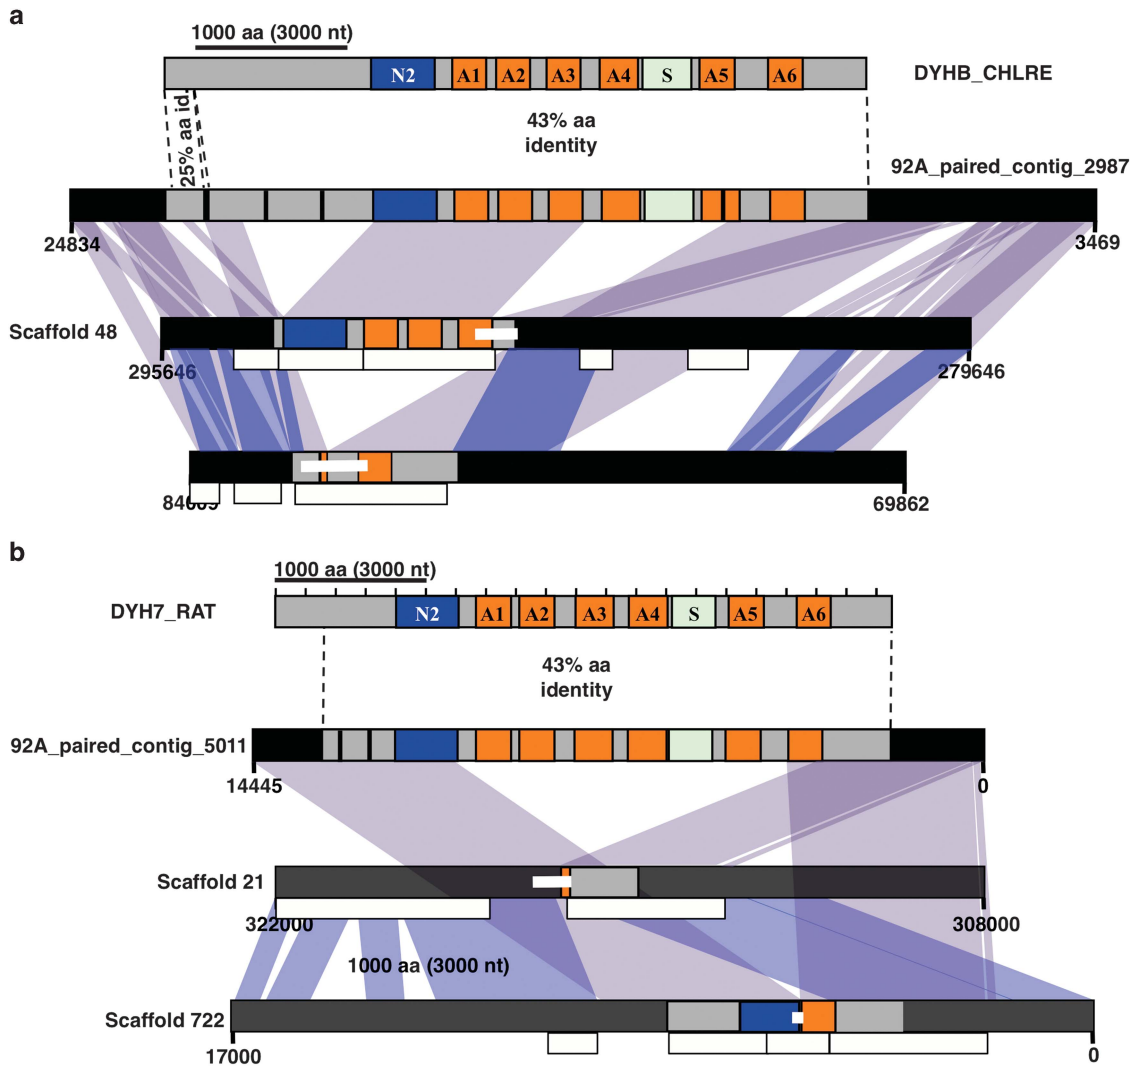 a
1000 aa (3000 nt)
N2 A1 A2 A3 A4 S A5 A6
DYHB_CHLRE
25% aa id.
43% aa
identity
92A_paired_contig_2987
24834
3469
Scaffold 48
295646
279646
69862
b
1000 aa (3000 nt)
DYH7_RAT
N2 A1 A2 A3 A4 S A5 A6
43% aa
identity
92A_paired_contig_5011
14445
0
Scaffold 21
322000
308000
1000 aa (3000 nt)
Scaffold 722
17000
0